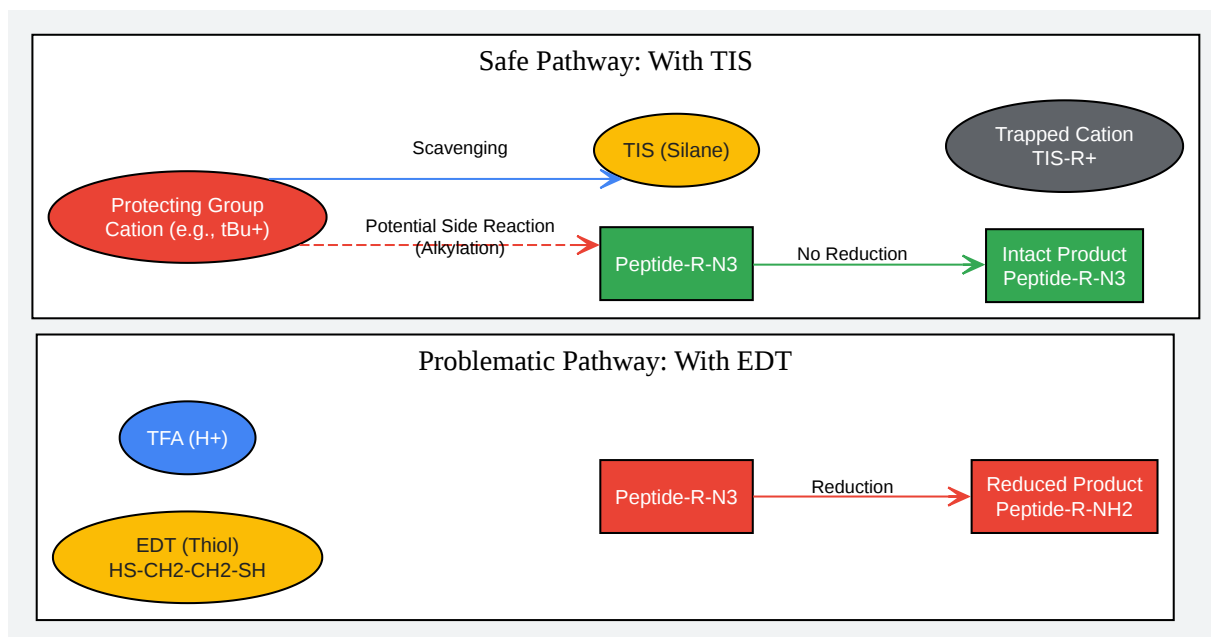 Safe Pathway: With TIS
Scavenging
TIS (Silane)
Trapped Cation
TIS-R+
Protecting Group
Cation (e.g., tBu+)
Potential Side Reaction
(Alkylation)
Peptide-R-N3
No Reduction
Intact Product
Peptide-R-N3
Problematic Pathway: With EDT
TFA (H+)
Peptide-R-N3
Reduction
Reduced Product
Peptide-R-NH2
EDT (Thiol)
HS-CH2-CH2-SH